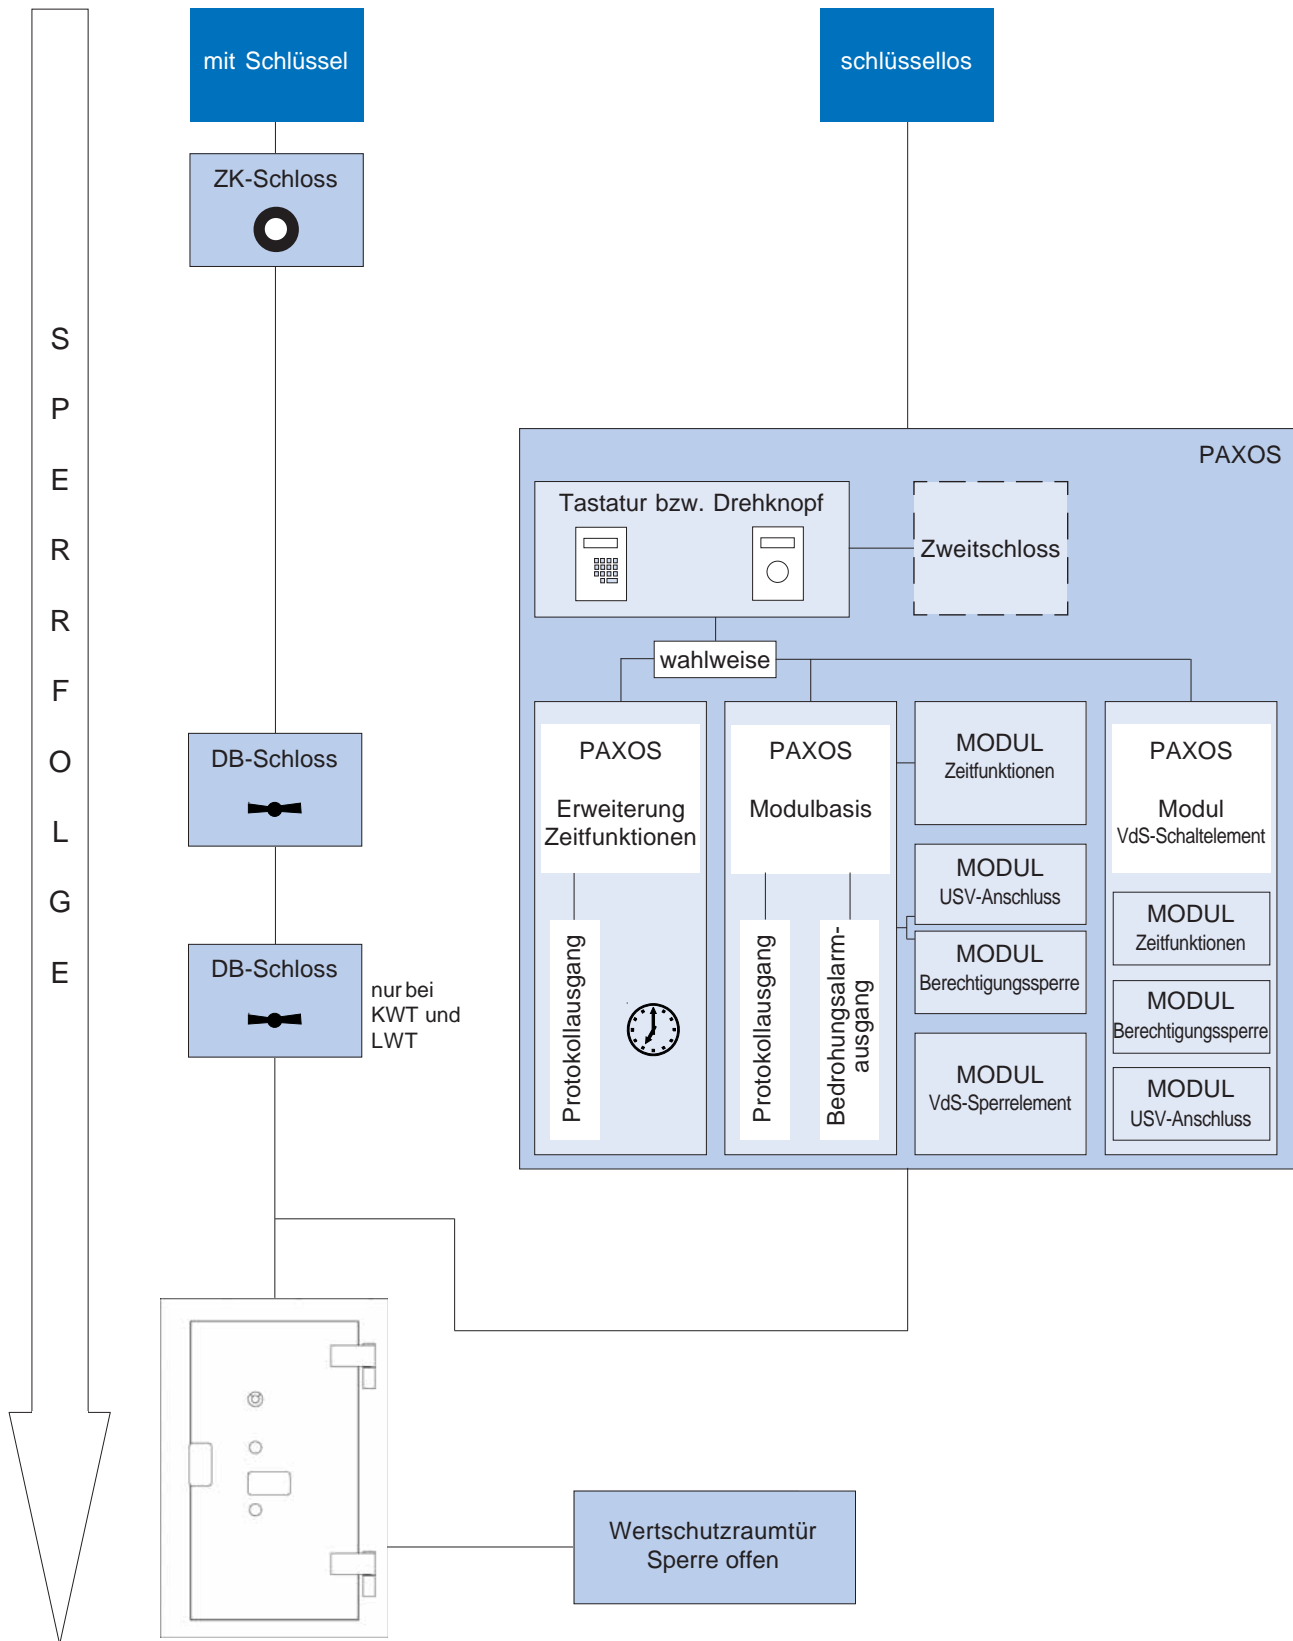 mit Schlüssel
schlüssellos
ZK-Schloss
S
P
E
R
R
F
O
L
G
E
PAXOS
Tastatur bzw. Drehknopf
Zweitschloss
wahlweise
DB-Schloss
DB-Schloss
nur bei
KWT und
LWT
PAXOS
Erweiterung
Zeitfunktionen
Protokollausgang
PAXOS
Modulbasis
Protokollausgang
Bedrohungsalarm-
ausgang
MODUL
Zeitfunktionen
MODUL
USV-Anschluss
MODUL
Berechtigungssperre
MODUL
VdS-Sperrelement
PAXOS
Modul
VdS-Schaltelement
MODUL
Zeitfunktionen
MODUL
Berechtigungssperre
MODUL
USV-Anschluss
Wertschutzraumtür
Sperre offen